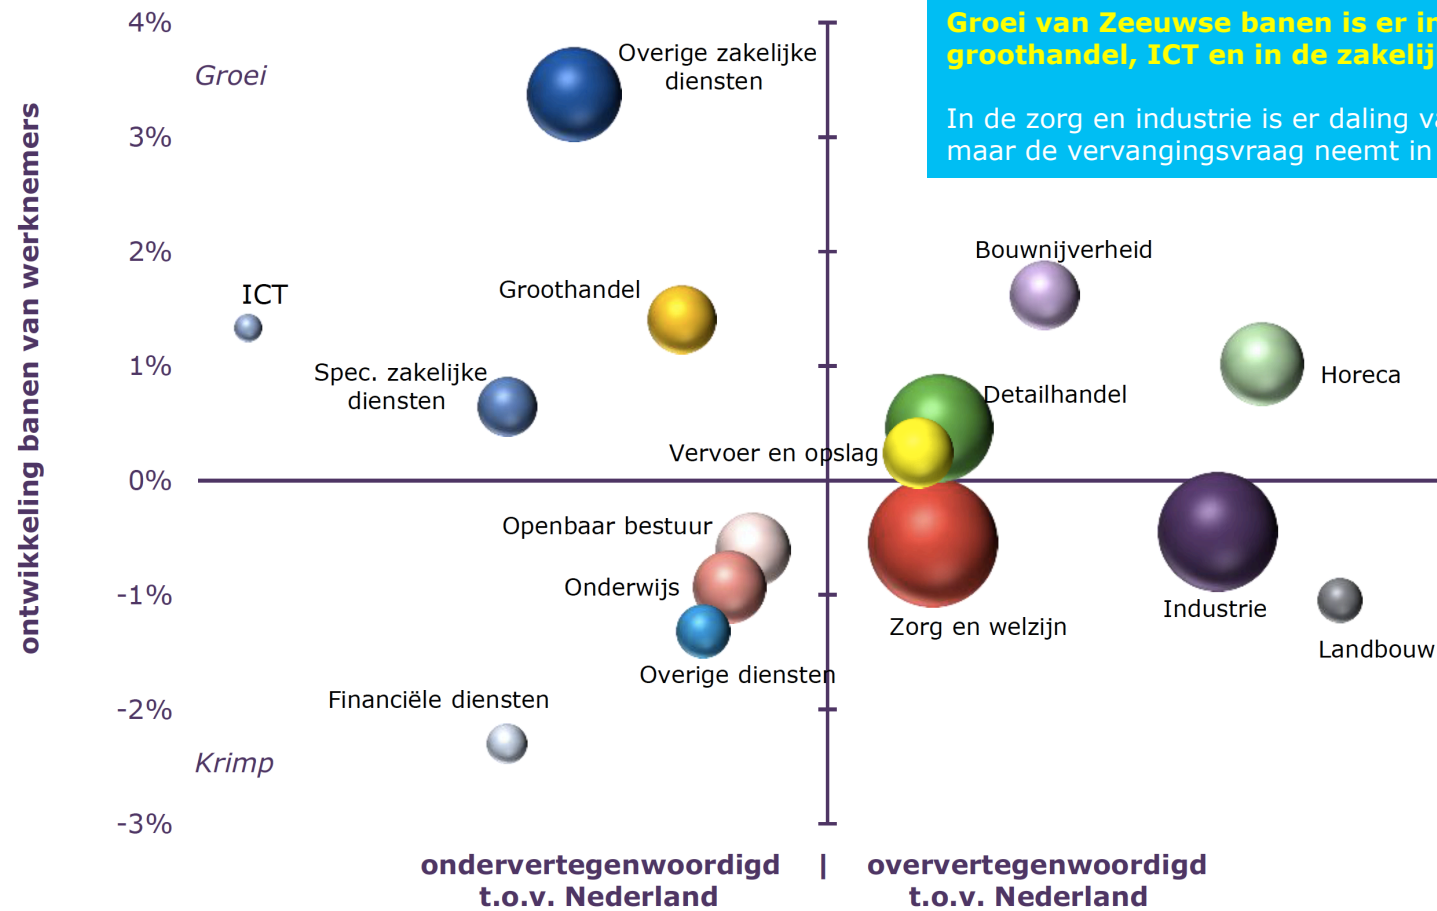 4%
Groei
3%
2%
1%
0%
-1%
-2%
Krimp
-3%
ontwikkeling banen van werknemers
Overige zakelijke
diensten
ICT
Groothandel
Spec. zakelijke
diensten
Vervoer en opslag
Openbaar bestuur
Onderwijs
Overige diensten
Financiële diensten
Groei van Zeeuwse banen is er in
groothandel, ICT en in de
In de zorg en industrie is er daling
maar de vervangingsvraag neemt in
Bouwnijverheid
Horeca
Detailhandel
Zorg en welzijn
Industrie
Landbouw
ondervertegenwoordigd | oververtegenwoordigd
t.o.v. Nederland t.o.v. Nederland